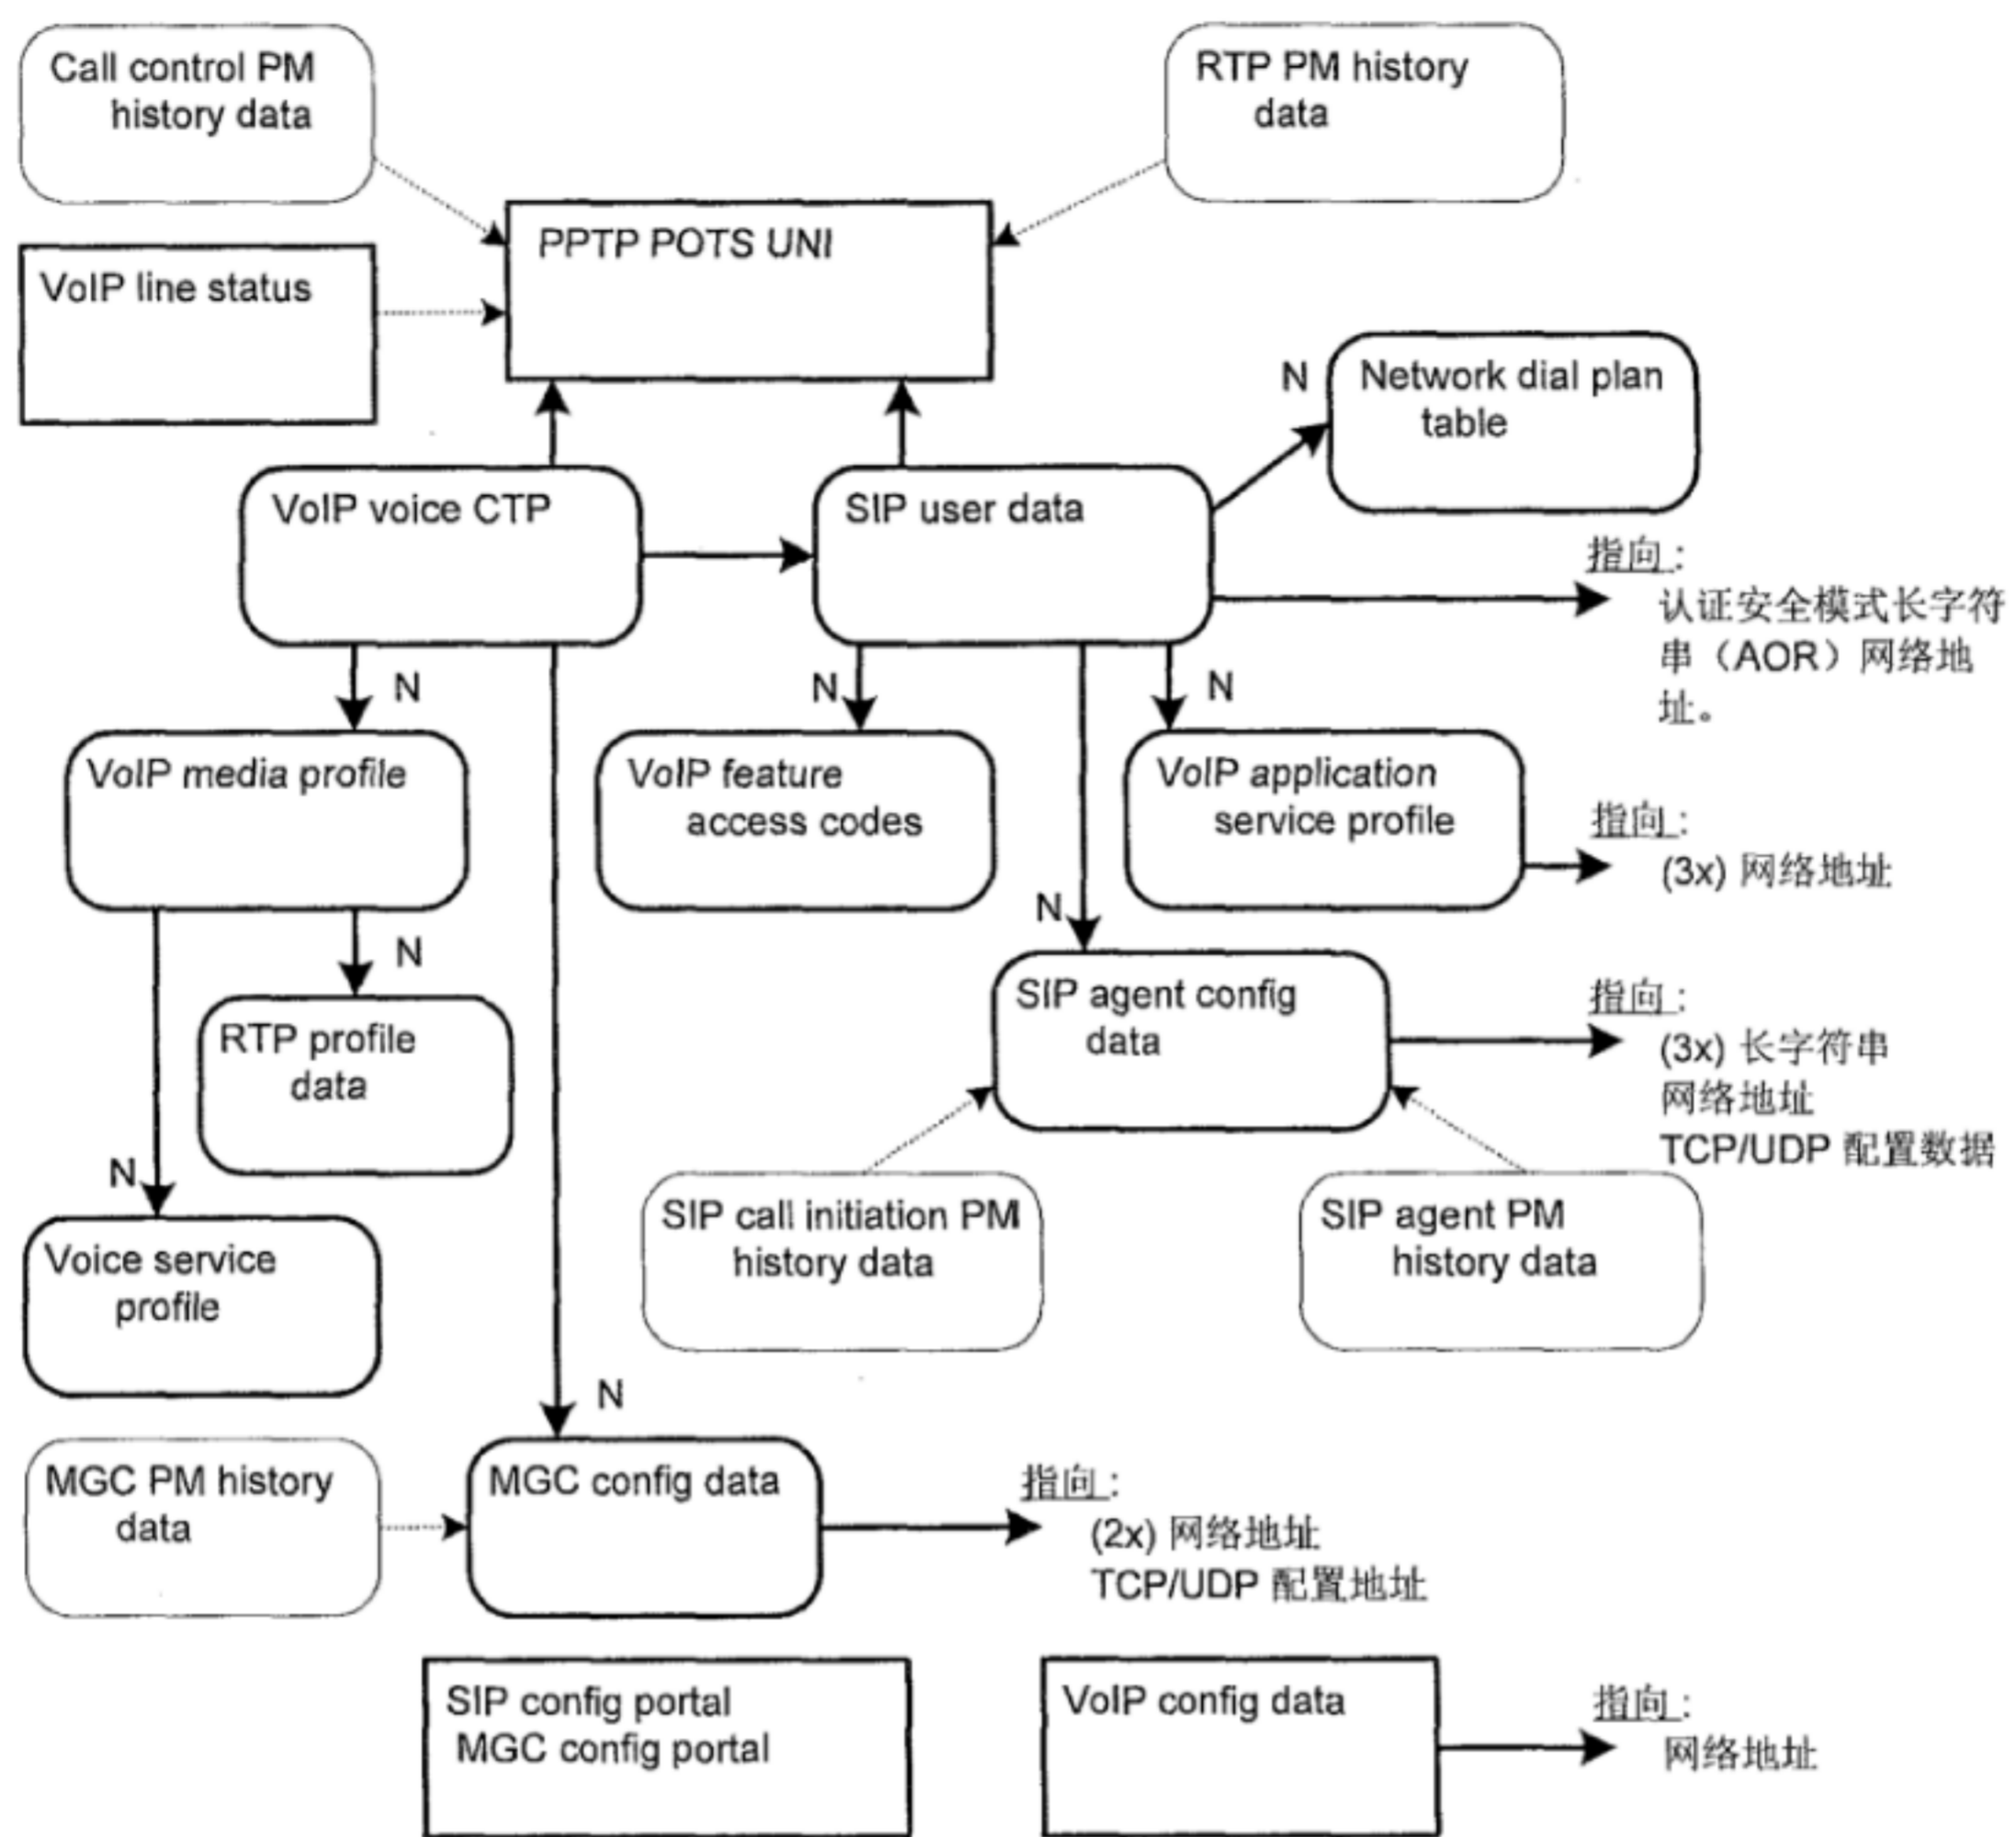 Call control PM
history data
RTP PM history
data
PPTP POTS UNI
VoIP line status
N
Network dial plan
table
VoIP voice CTP
SIP user data
指向:
认证安全模式长字符
串（AOR）网络地
址。
N
N
N
VoIP media profile
VoIP feature
access codes
VoIP application
service profile
指向:
(3x) 网络地址
N
N
SIP agent config
data
指向:
(3x) 长字符串
网络地址
TCP/UDP 配置数据
RTP profile
data
N
SIP call initiation PM
history data
SIP agent PM
history data
Voice service
profile
N
MGC PM history
data
MGC config data
指向:
(2x) 网络地址
TCP/UDP 配置地址
SIP config portal
MGC config portal
VoIP config data
指向:
网络地址